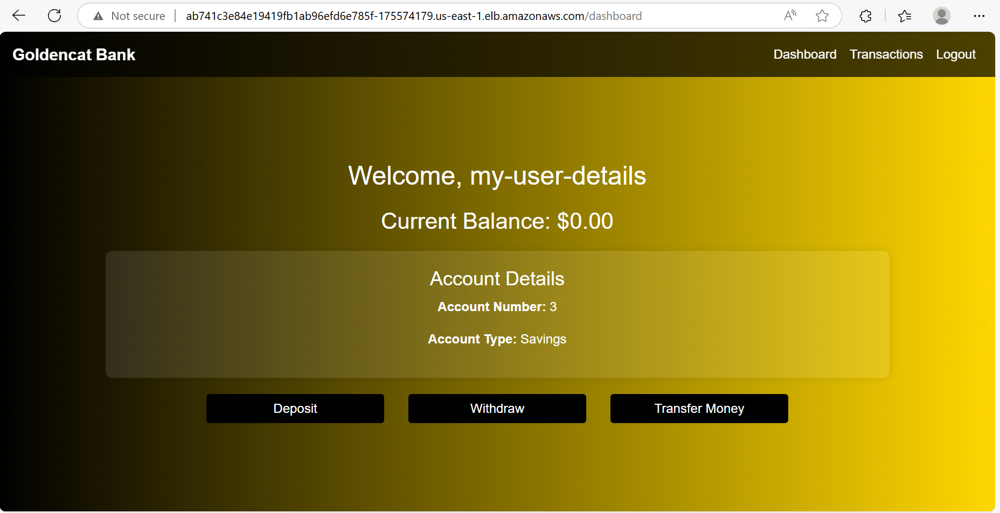 Not secure ab741c3e84e19419fb1ab96efd6e785f-175574179.us-east-1.elb.amazonaws.com/dashboard
Goldencat Bank Dashboard Transactions Logout
Welcome, my-user-details
Current Balance: $0.00
Account Details
Account Number: 3
Account Type: Savings
Deposit Withdraw Transfer Money